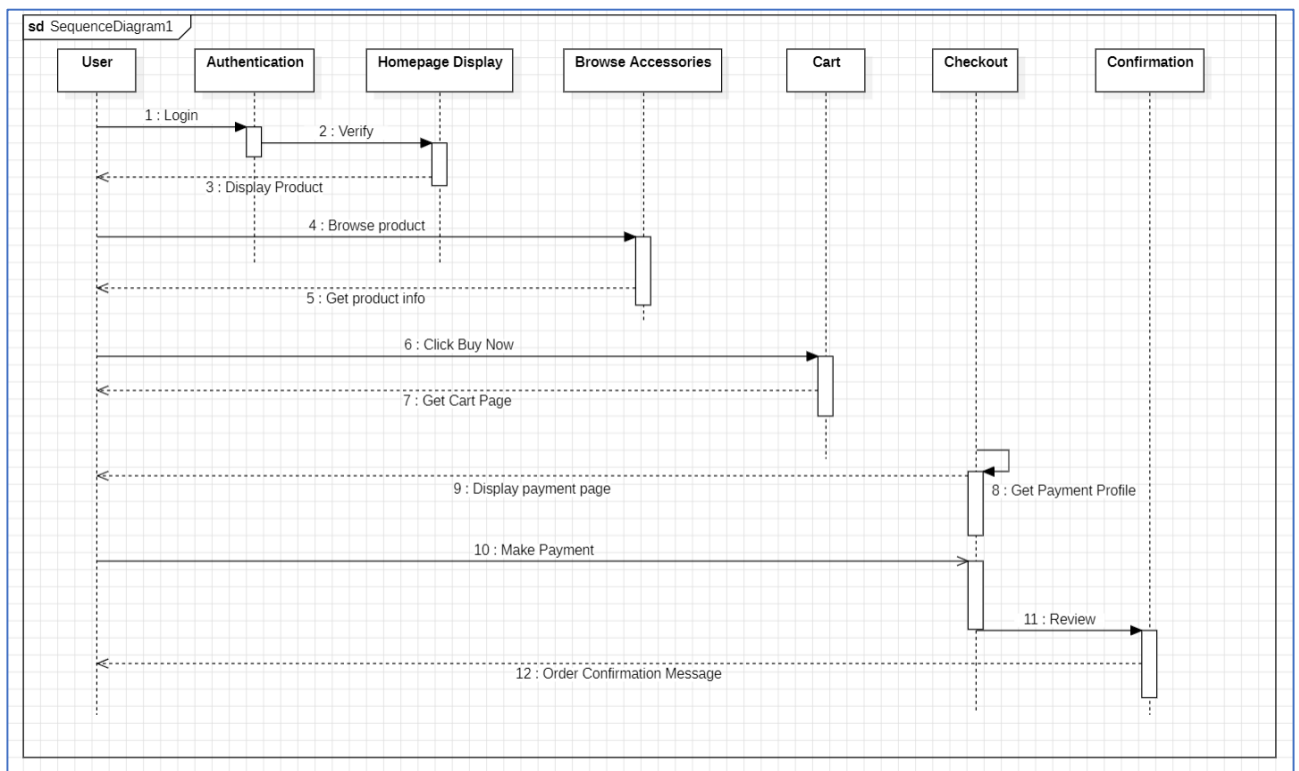 sd SequenceDiagram1
User
Authentication
Homepage Display
Browse Accessories
Cart
Checkout
Confirmation
1 : Login
2 : Verify
3 : Display Product
4 : Browse product
5 : Get product info
6 : Click Buy Now
7 : Get Cart Page
8 : Get Payment Profile
9 : Display payment page
10 : Make Payment
11 : Review
12 : Order Confirmation Message